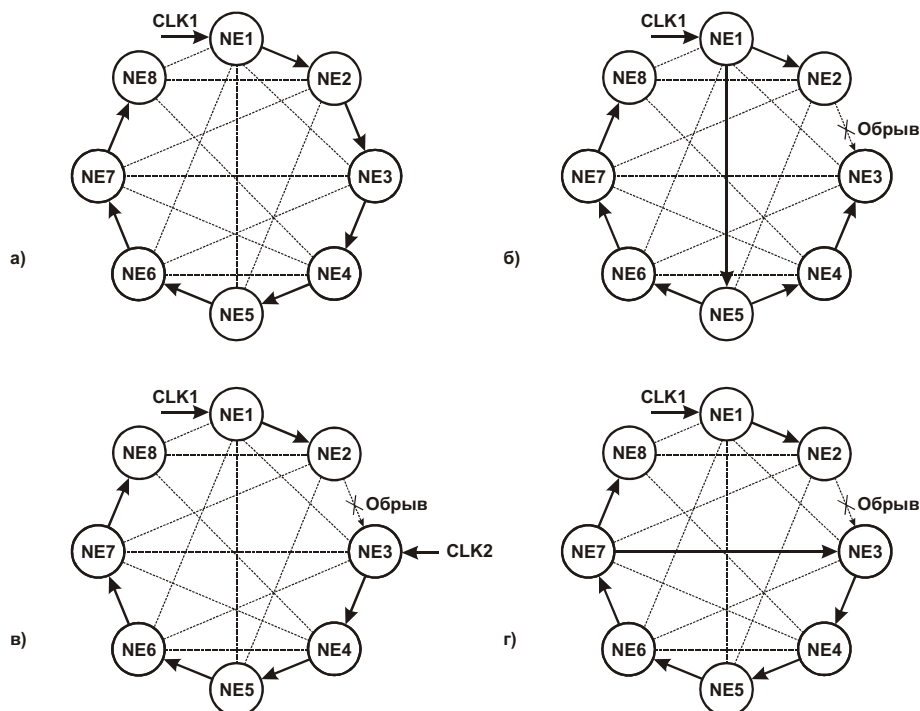 CLK1
NE1
NE2
NE3
NE4
NE5
NE6
NE7
NE8
а)
CLK1
NE1
NE2
Обрыв
NE3
NE4
NE5
NE6
NE7
NE8
б)
CLK1
NE1
NE2
Обрыв
NE3
CLK2
NE4
NE5
NE6
NE7
NE8
в)
CLK1
NE1
NE2
Обрыв
NE3
NE4
NE5
NE6
NE7
NE8
г)